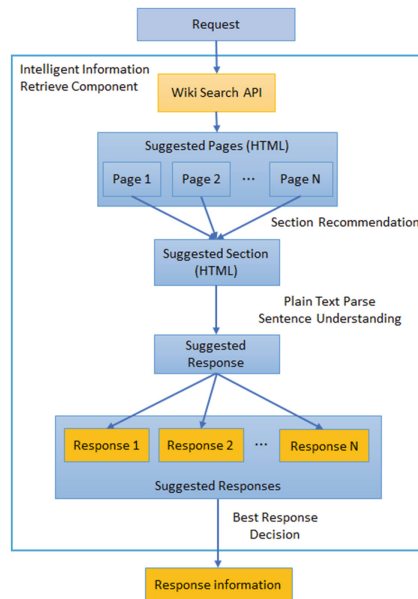 Request
Intelligent Information
Retrieve Component
Wiki Search API
Suggested Pages (HTML)
Page 1
Page 2
...
Page N
Section Recommendation
Suggested Section
(HTML)
Plain Text Parse
Sentence Understanding
Suggested
Response
Response 1
Response 2
...
Response N
Suggested Responses
Best Response
Decision
Response information